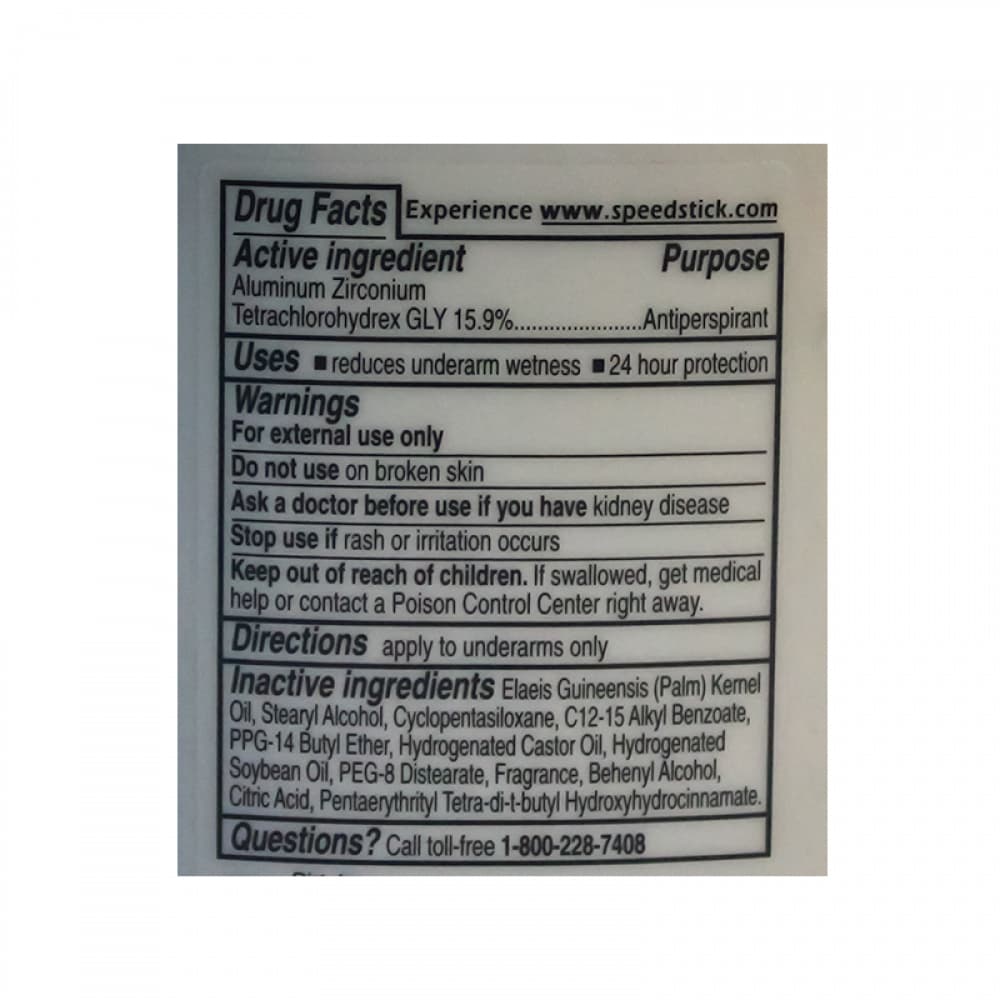 Drug Facts Experience www.speedstick.com
Active ingredient Purpose
Aluminum Zirconium
Tetrachlorohydrex GLY 15.9%.......................Antiperspirant
Uses ■ reduces underarm wetness ■ 24 hour protection
Warnings
For external use only
Do not use on broken skin
Ask a doctor before use if you have kidney disease
Stop use if rash or irritation occurs
Keep out of reach of children. If swallowed, get medical
help or contact a Poison Control Center right away.
Directions apply to underarms only
Inactive ingredients Elaeis Guineensis (Palm) Kernel
Oil, Stearyl Alcohol, Cyclopentasiloxane, C12-15 Alkyl Benzoate,
PPG-14 Butyl Ether, Hydrogenated Castor Oil, Hydrogenated
Soybean Oil, PEG-8 Distearate, Fragrance, Behenyl Alcohol,
Citric Acid, Pentaerythrityl Tetra-di-t-butyl Hydroxyhydrocinnamate.
Questions? Call toll-free 1-800-228-7408